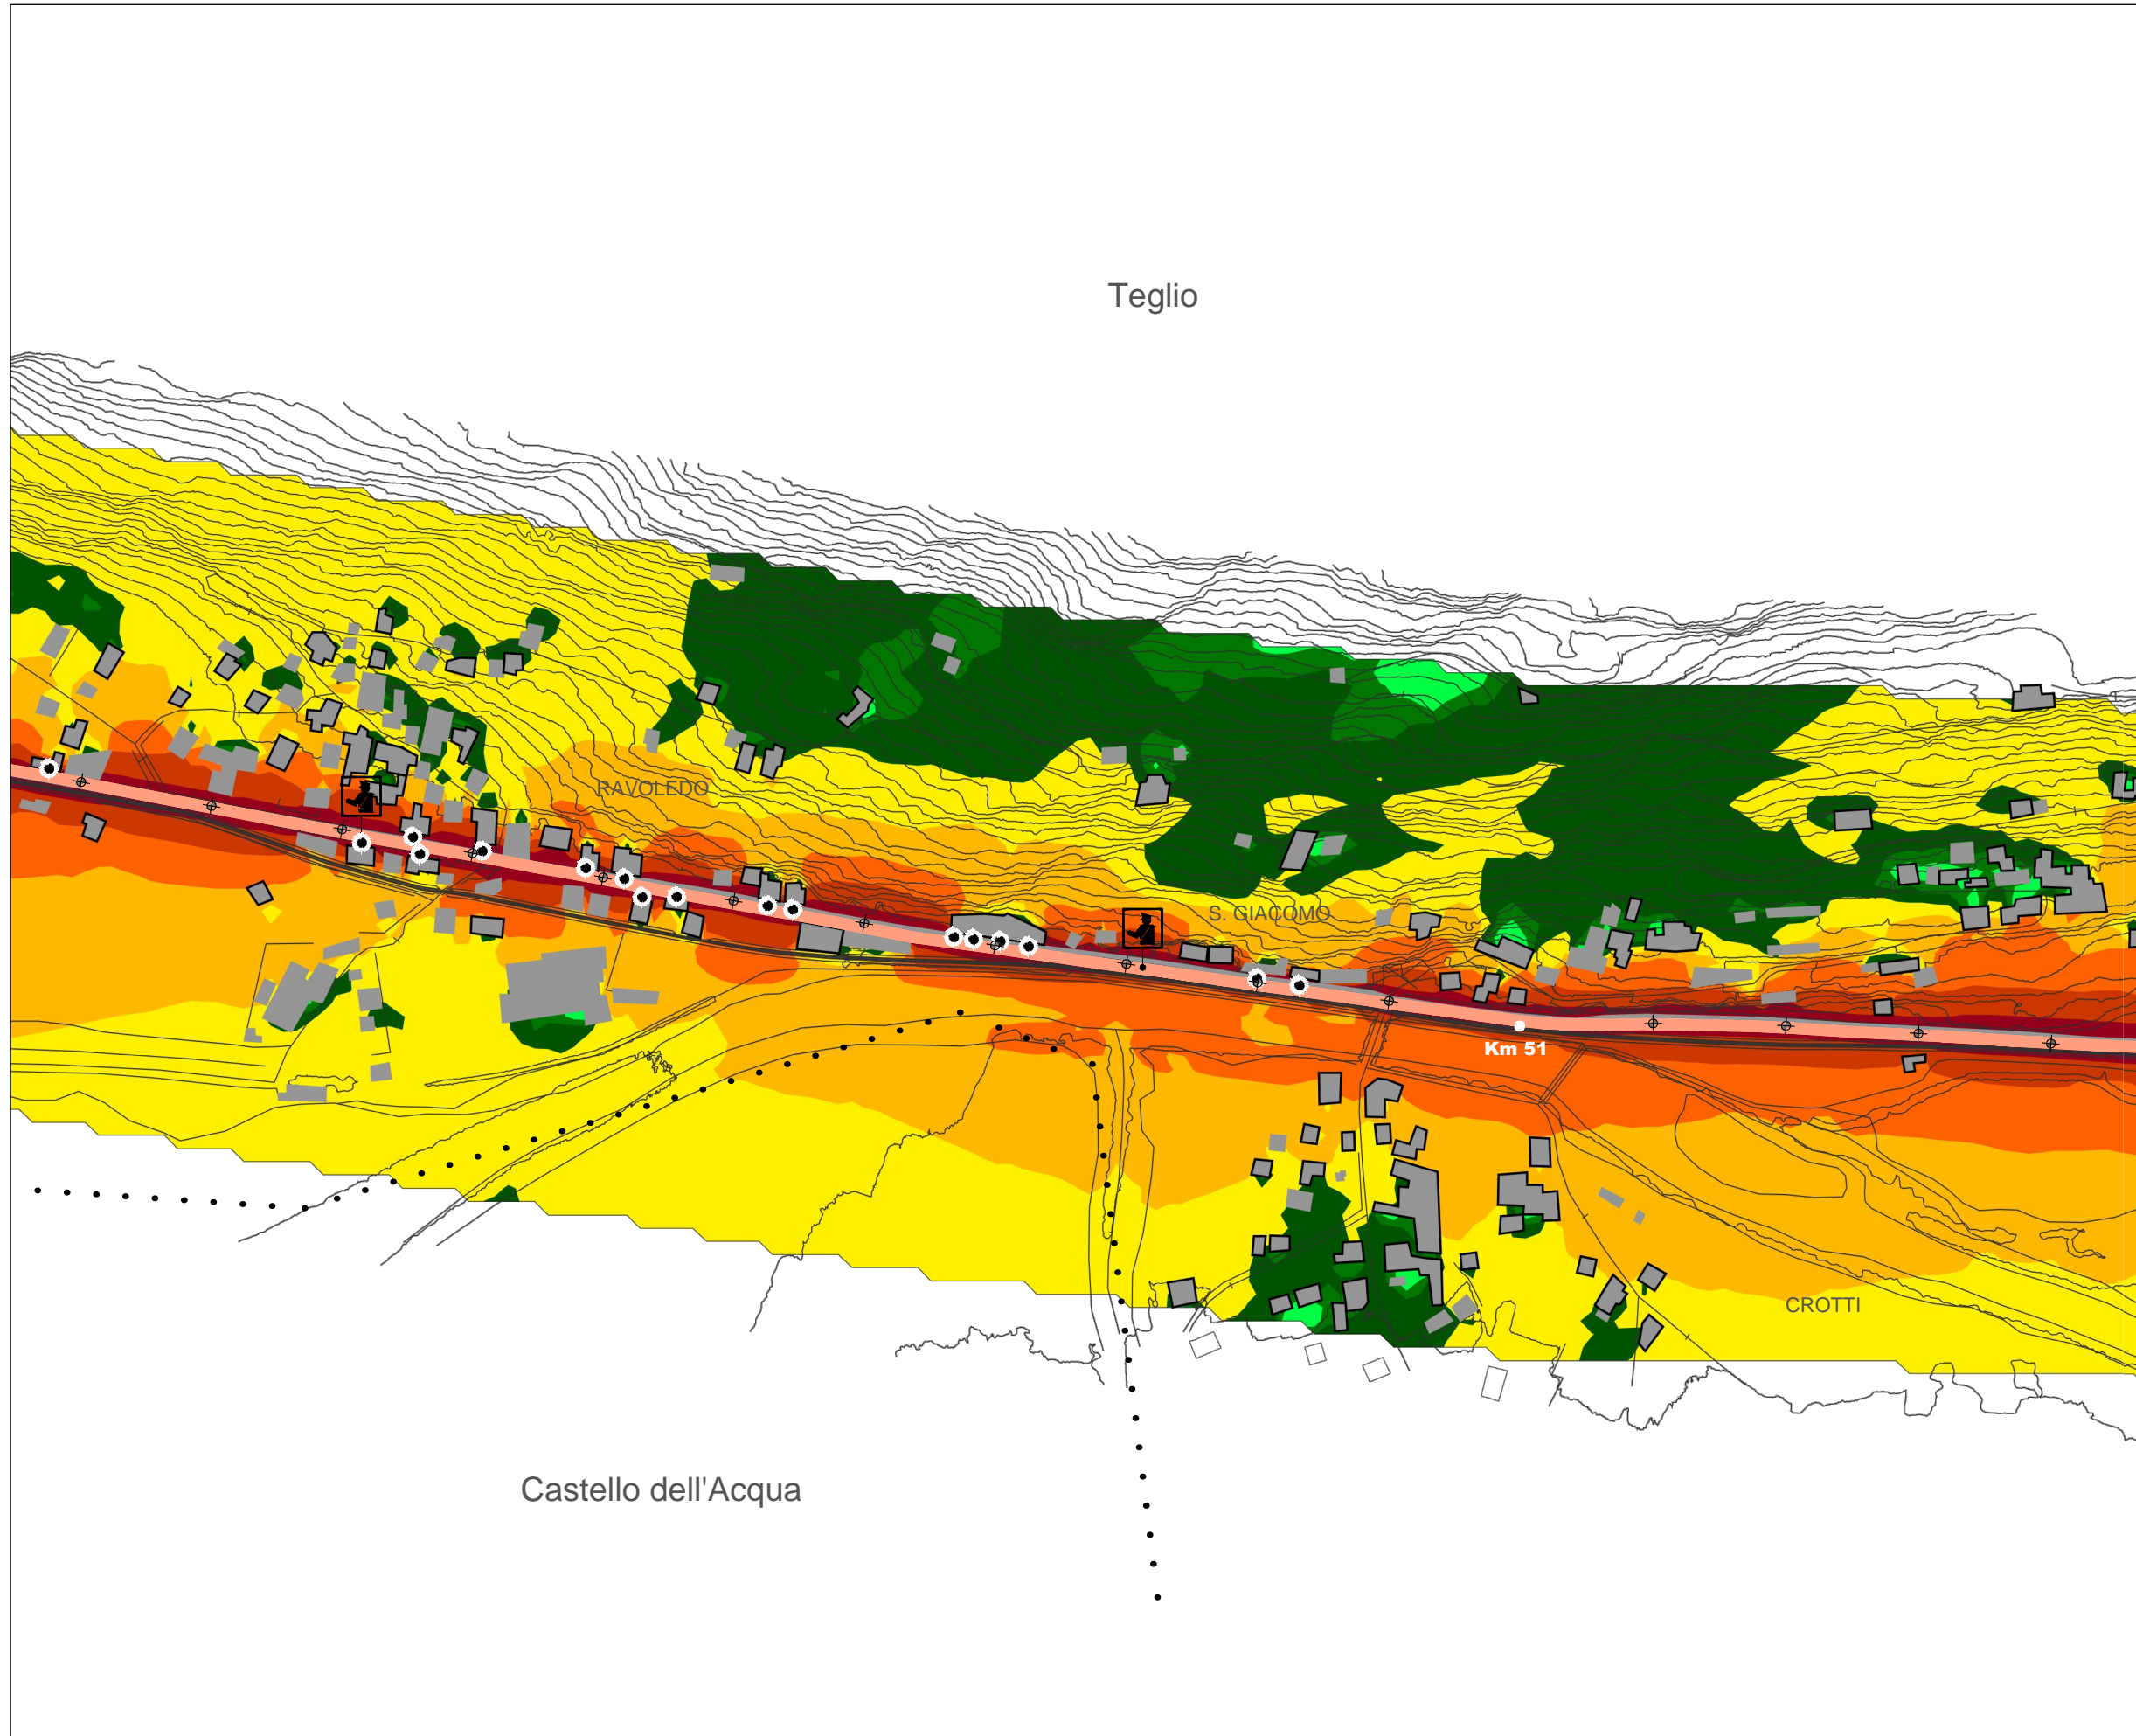 Teglio
RAVOLEDO
S. GIACOMO
Km 51
CROTTI
Castello dell'Acqua